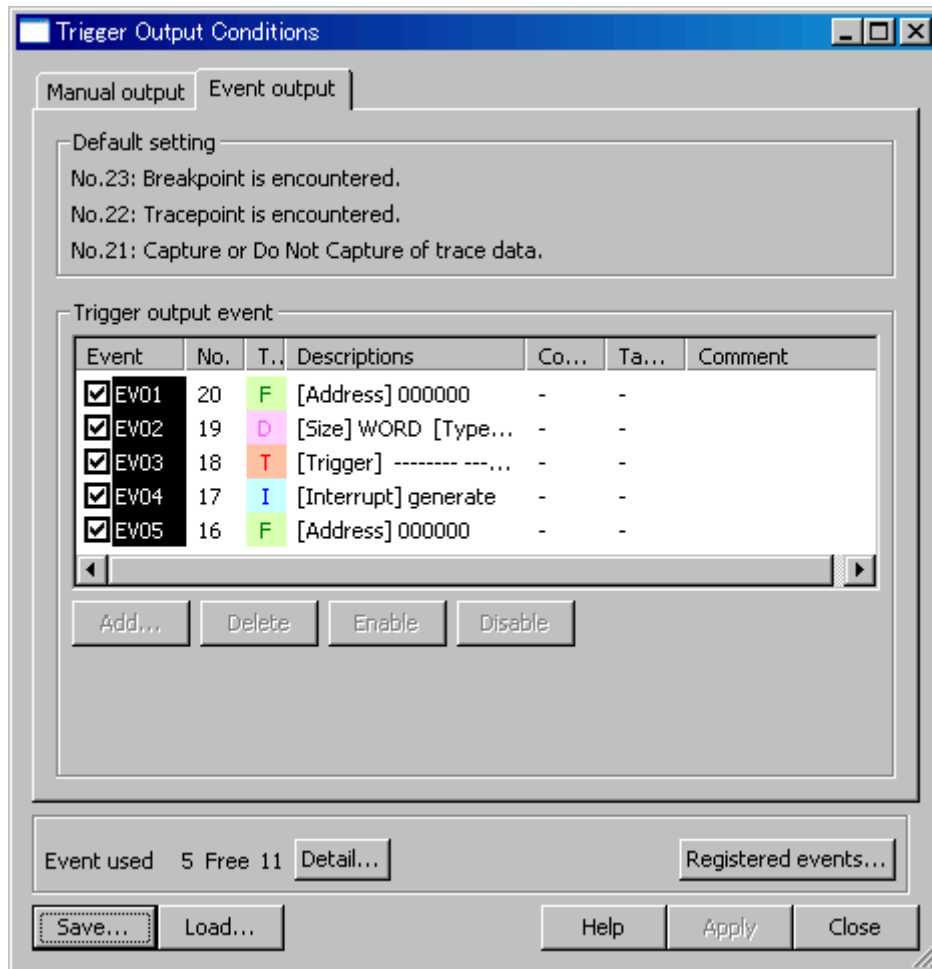 Trigger Output Conditions
Manual output Event output
Default setting
No.23: Breakpoint is encountered.
No.22: Tracepoint is encountered.
No.21: Capture or Do Not Capture of trace data.
Trigger output event
Event No. T.. Descriptions Co... Ta... Comment
EV01 20 F [Address] 000000 - -
EV02 19 D [Size] WORD [Type... - -
EV03 18 T [Trigger] -------- ---... - -
EV04 17 I [Interrupt] generate - -
EV05 16 F [Address] 000000 - -
Add... Delete Enable Disable
Event used 5 Free 11 Detail... Registered events...
Save... Load... Help Apply Close